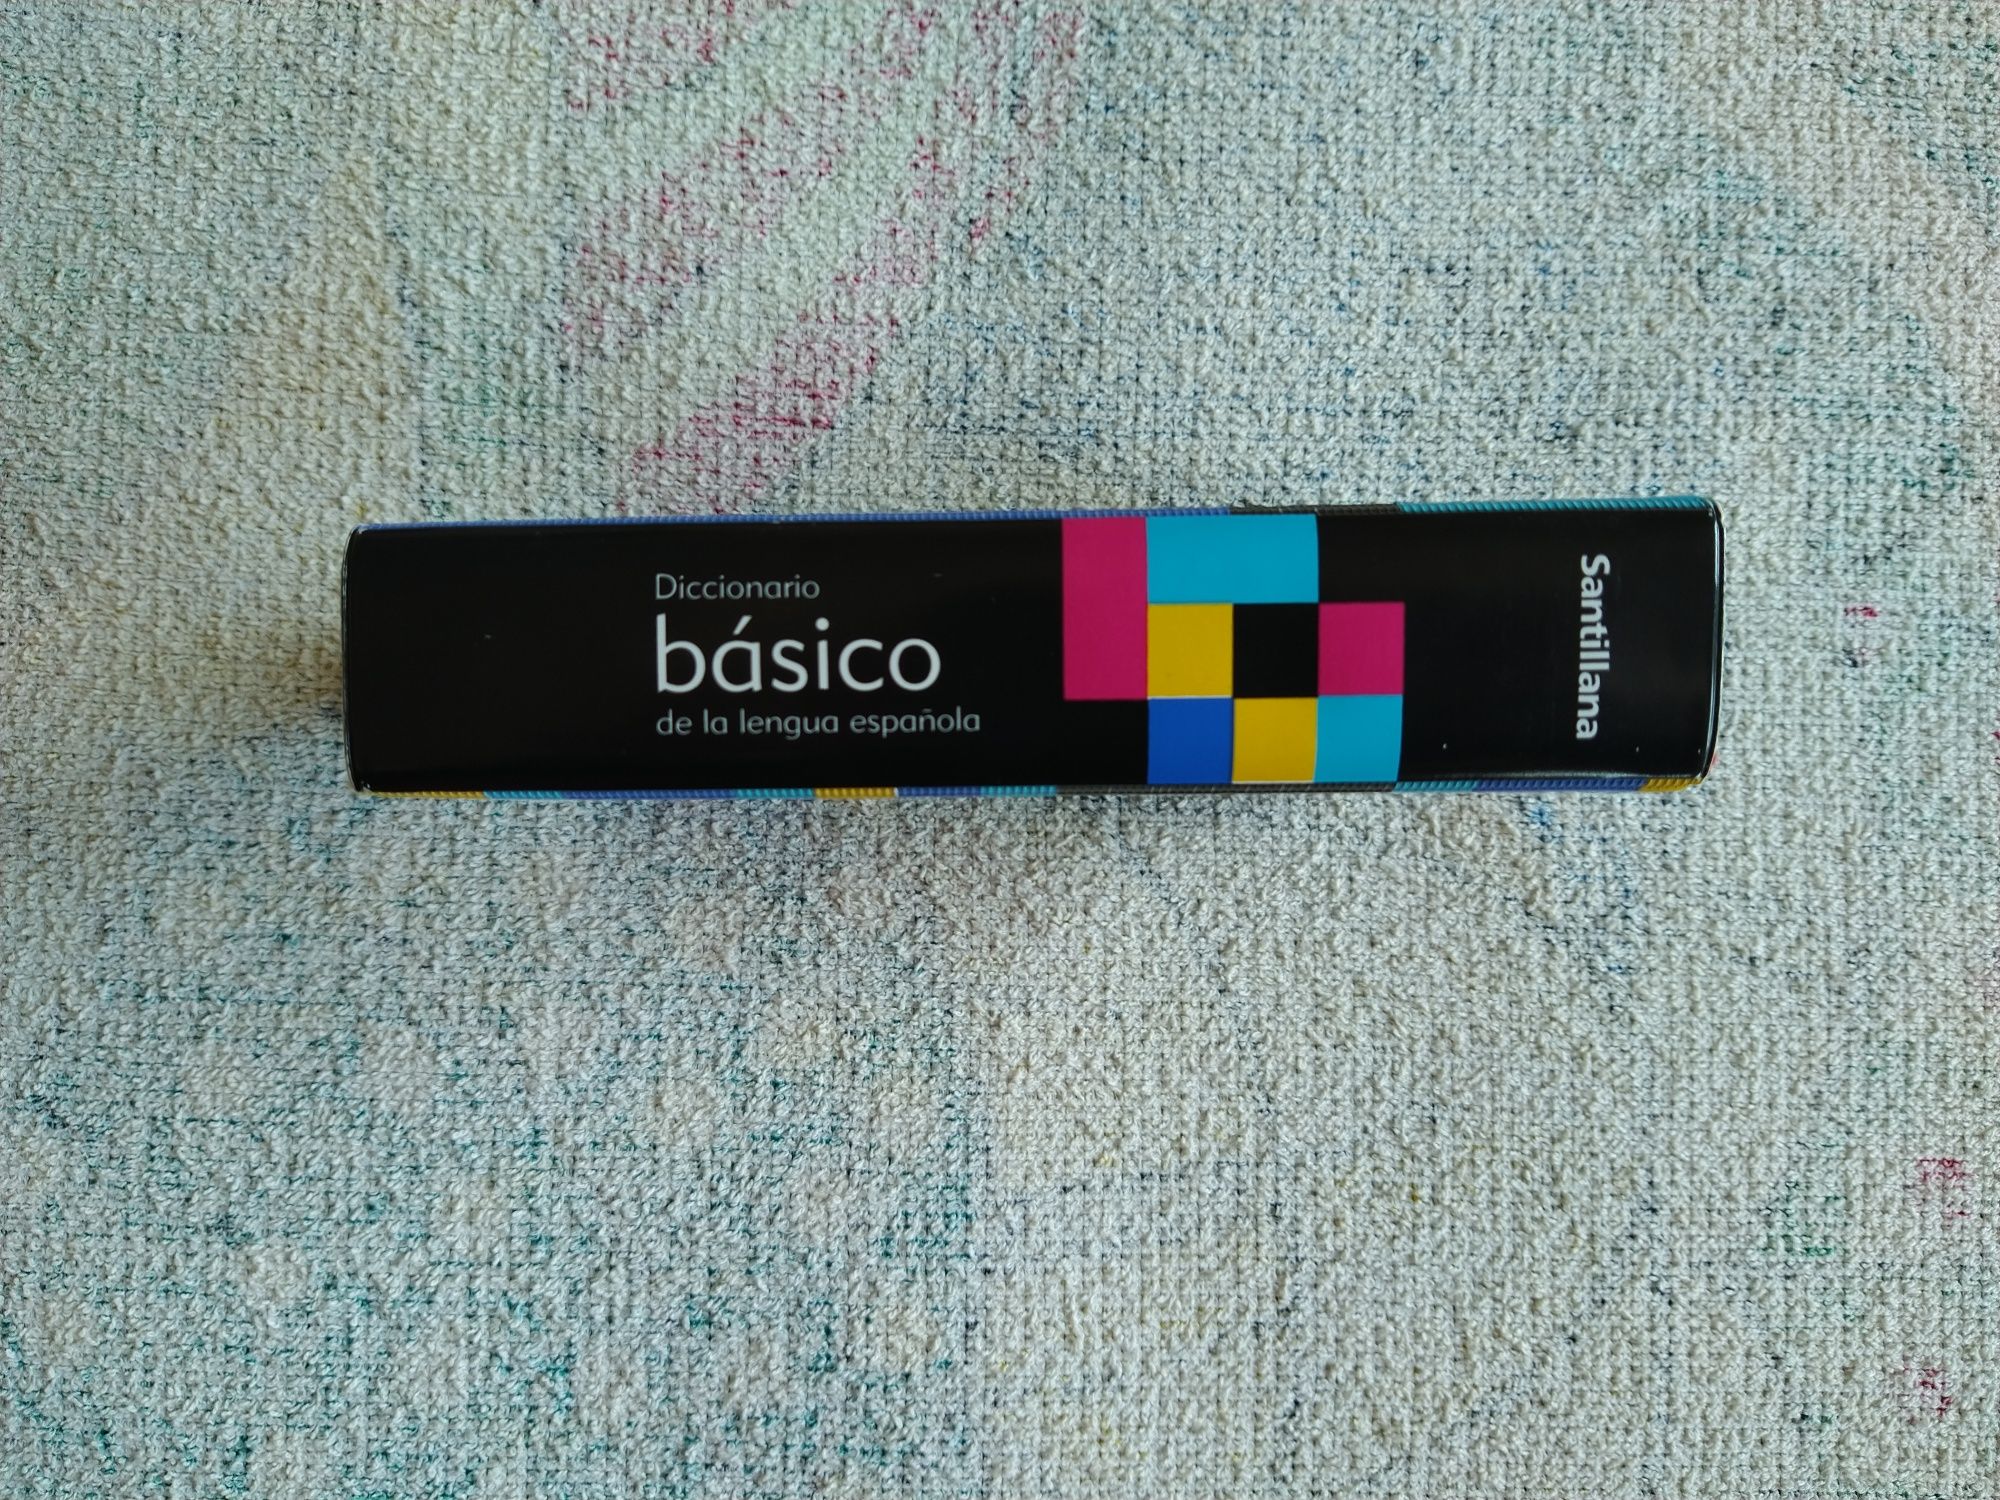 Diccionario
básico
de la lengua española
Santillana